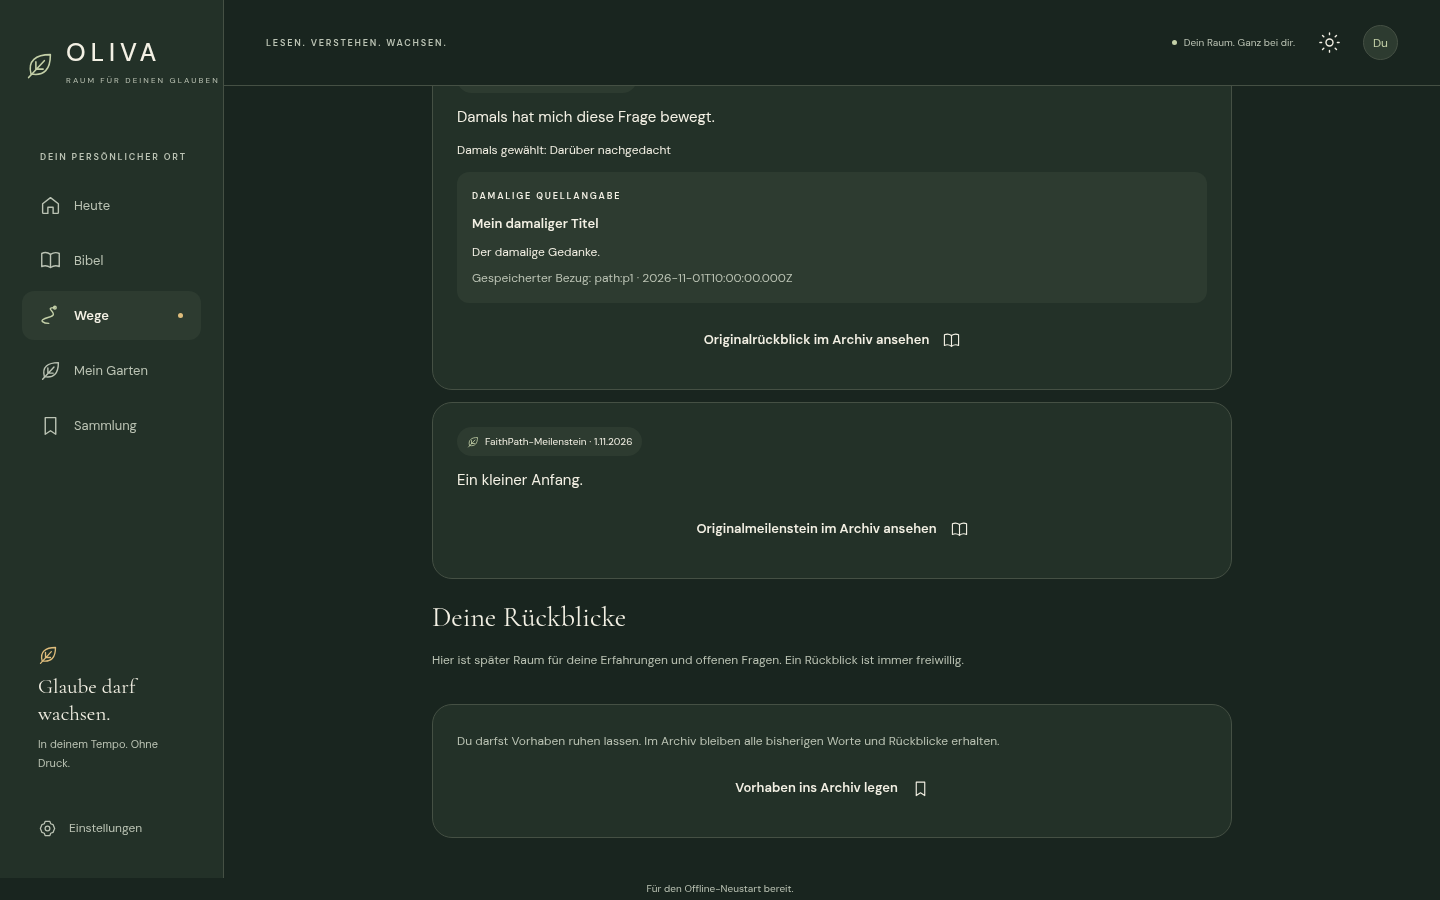 OLIVA
RAUM FÜR DEINEN GLAUBEN
DEIN PERSÖNLICHER ORT
Heute
Bibel
Wege
Mein Garten
Sammlung
Glaube darf
wachsen.
In deinem Tempo. Ohne
Druck.
Einstellungen
LESEN. VERSTEHEN. WACHSEN.
Dein Raum. Ganz bei dir.
Du
Damals hat mich diese Frage bewegt.
Damals gewählt: Darüber nachgedacht
DAMALIGE QUELLANGABE
Mein damaliger Titel
Der damalige Gedanke.
Gespeicherter Bezug: path:p1 · 2026-11-01T10:00:00.000Z
Originalrückblick im Archiv ansehen
FaithPath-Meilenstein · 1.11.2026
Ein kleiner Anfang.
Originalmeilenstein im Archiv ansehen
Deine Rückblicke
Hier ist später Raum für deine Erfahrungen und offenen Fragen. Ein Rückblick ist immer freiwillig.
Du darfst Vorhaben ruhen lassen. Im Archiv bleiben alle bisherigen Worte und Rückblicke erhalten.
Vorhaben ins Archiv legen
Für den Offline-Neustart bereit.